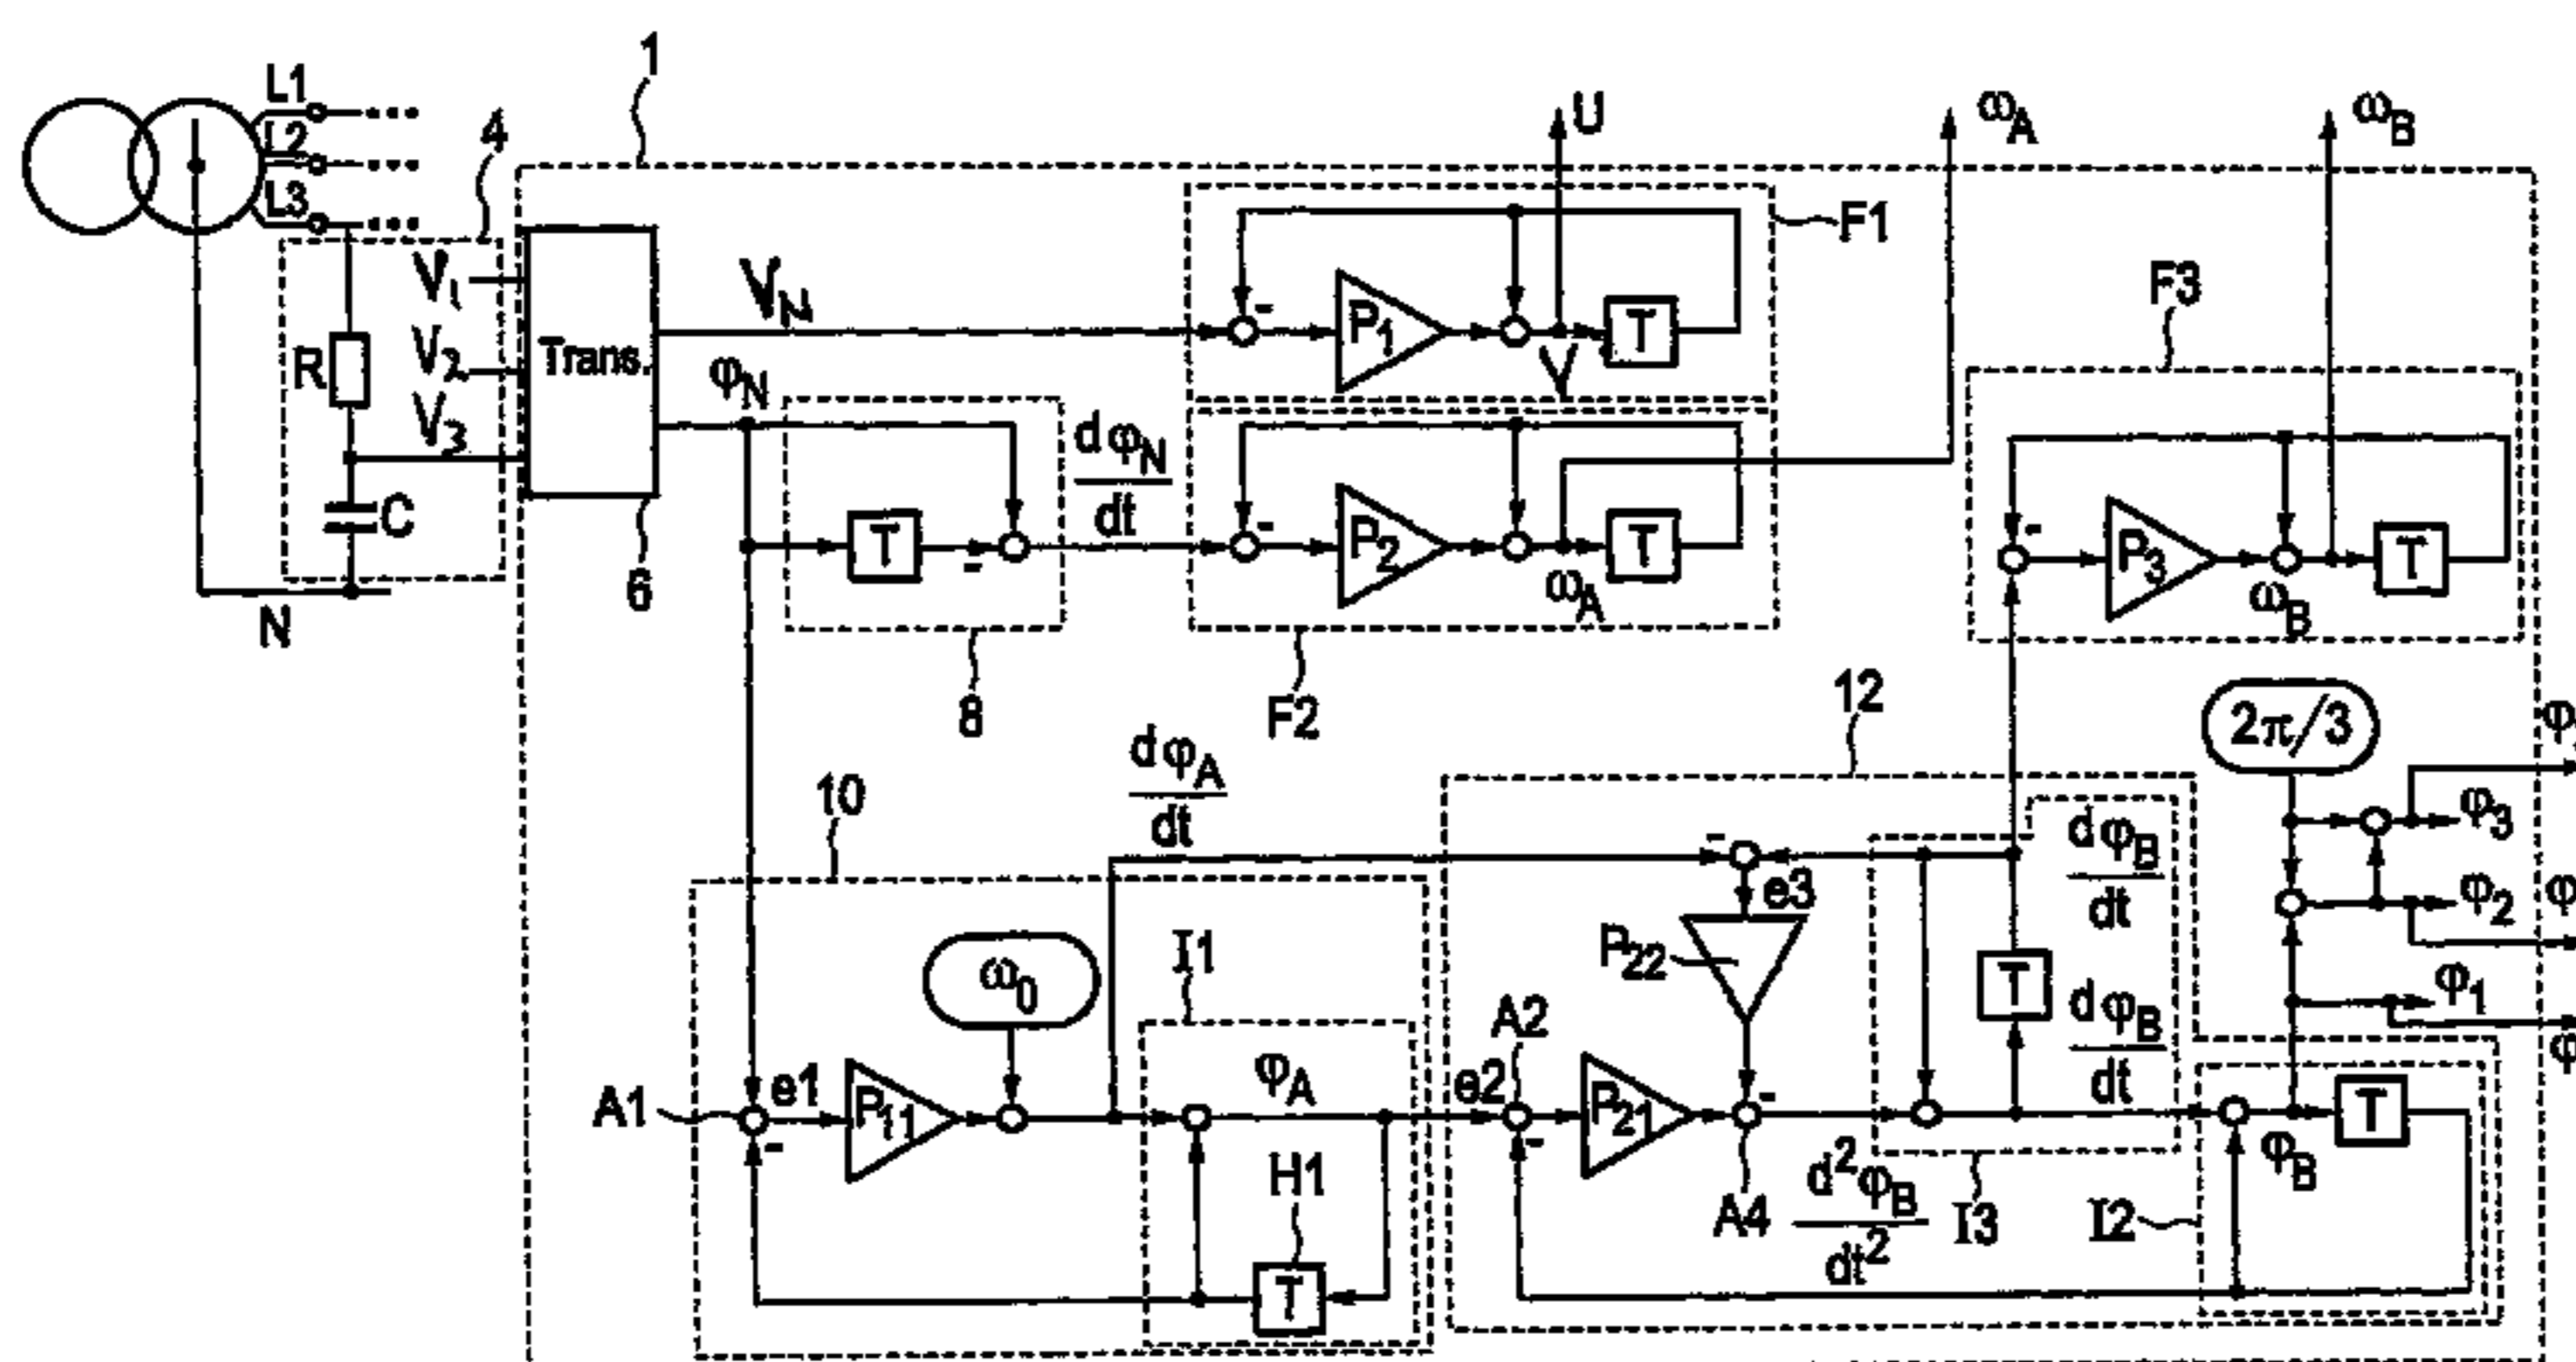 1
L1
L2
L3
4
U
ωA
ωB
F1
F3
V1
V2
V3
R
C
N
Trans.
6
VN
φN
P1
V
T
dφN
dt
T
8
P2
ωA
T
F2
P3
ωB
T
12
2π/3
φ3
φ2
φ1
10
dφA
dt
ω0
I1
A1
e1
P11
φA
H1
T
e3
P22
A2
e2
P21
A4
d²φB
dt²
I3
dφB
dt
T
dφB
dt
I2
φB
T
φ
φ
φ